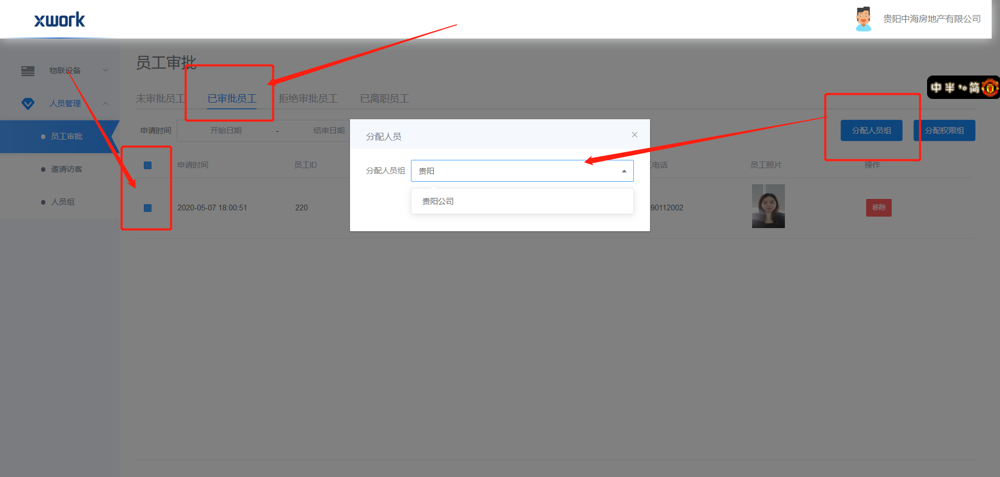 xwork
贵阳中海房地产有限公司
物联设备
人员管理
员工审批
邀请访客
人员组
员工审批
未审批员工 已审批员工 拒绝审批员工 已离职员工
申请时间 开始日期 - 结束日期
分配人员组 分配权限组
中 半 简
申请时间 员工ID 电话 员工照片 操作
2020-05-07 18:00:51 220 90112002 移除
分配人员
分配人员组 贵阳
贵阳公司